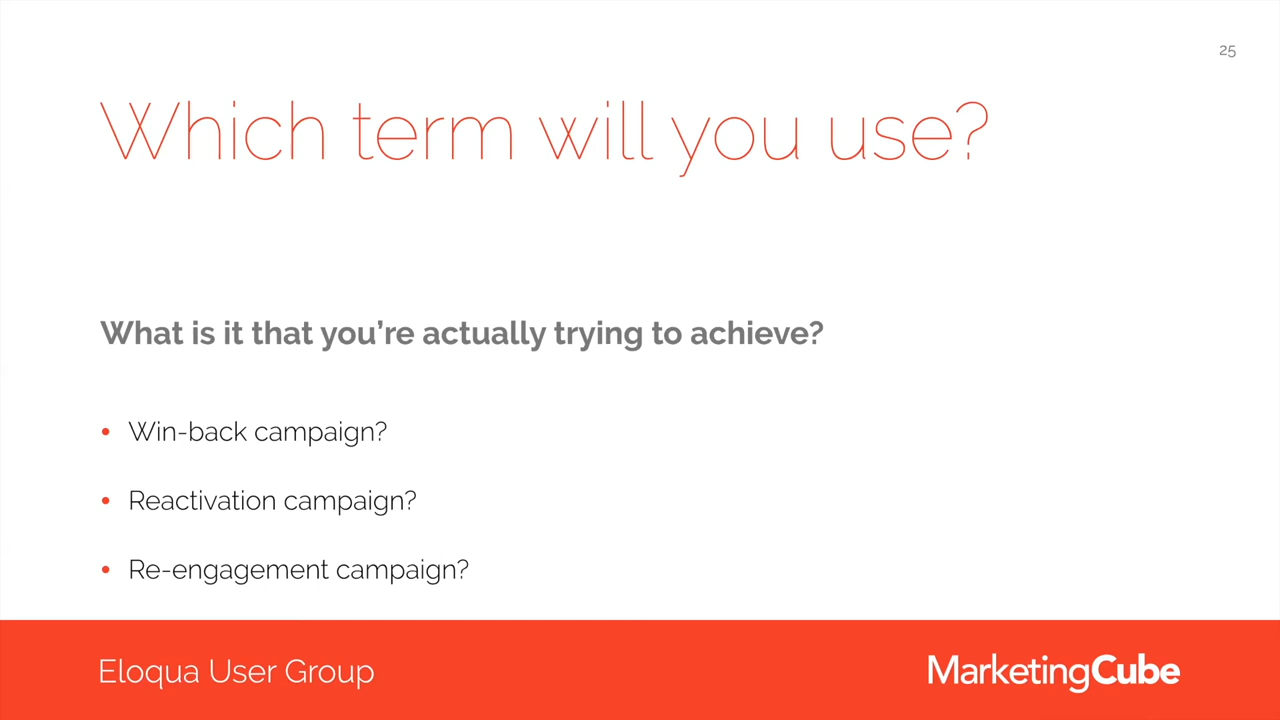 25
Which term will you use?
What is it that you’re actually trying to achieve?
• Win-back campaign?
• Reactivation campaign?
• Re-engagement campaign?
Eloqua User Group
MarketingCube